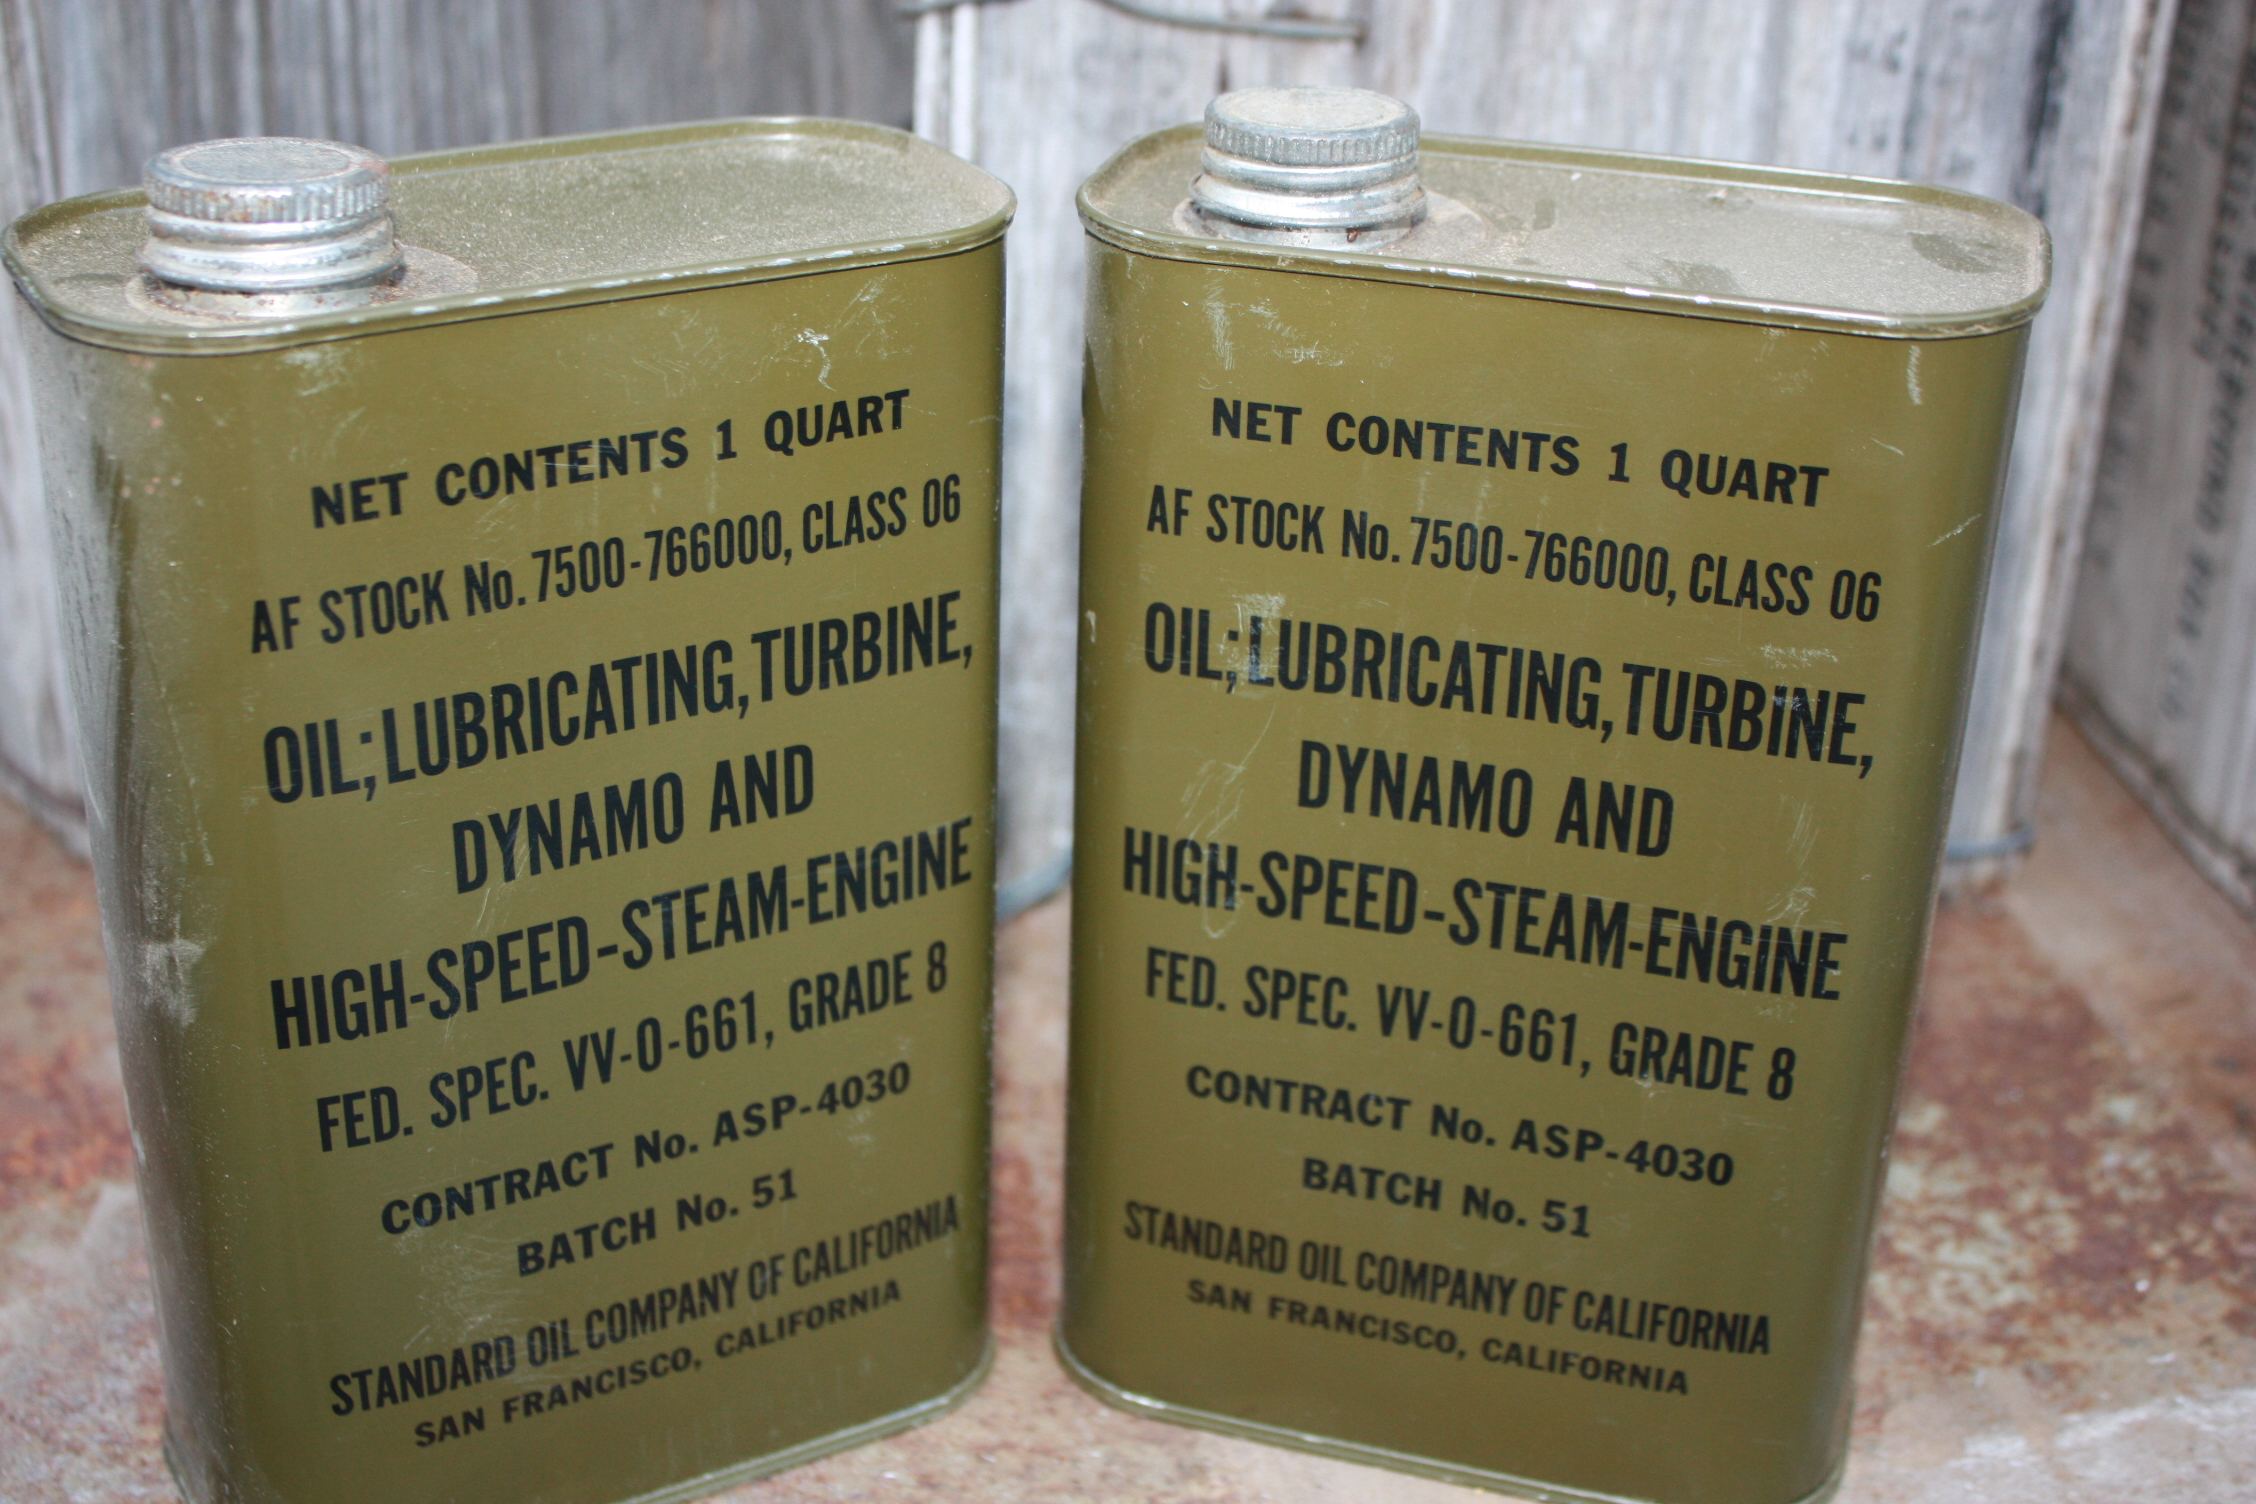 NET CONTENTS 1 QUART
AF STOCK No. 7500-766000, CLASS 06
OIL; LUBRICATING, TURBINE,
DYNAMO AND
HIGH-SPEED-STEAM-ENGINE
FED. SPEC. VV-O-661, GRADE 8
CONTRACT No. ASP-4030
BATCH No. 51
STANDARD OIL COMPANY OF CALIFORNIA
SAN FRANCISCO, CALIFORNIA
NET CONTENTS 1 QUART
AF STOCK No. 7500-766000, CLASS 06
OIL; LUBRICATING, TURBINE,
DYNAMO AND
HIGH-SPEED-STEAM-ENGINE
FED. SPEC. VV-O-661, GRADE 8
CONTRACT No. ASP-4030
BATCH No. 51
STANDARD OIL COMPANY OF CALIFORNIA
SAN FRANCISCO, CALIFORNIA